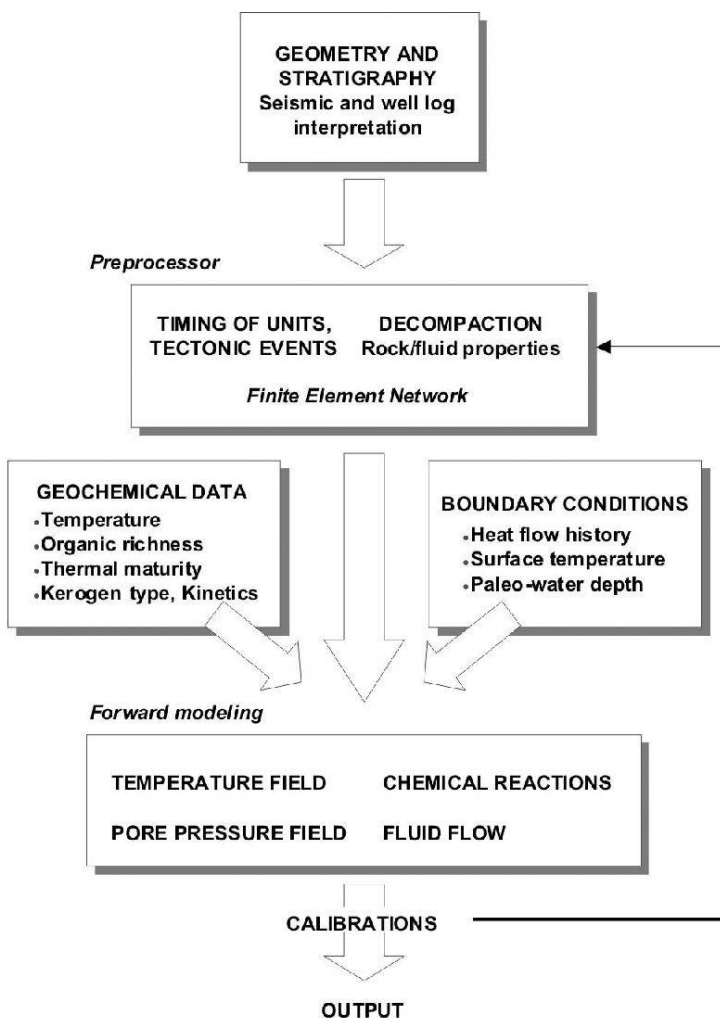 GEOMETRY AND
STRATIGRAPHY
Seismic and well log
interpretation
Preprocessor
TIMING OF UNITS,
TECTONIC EVENTS
DECOMPACTION
Rock/fluid properties
Finite Element Network
GEOCHEMICAL DATA
•Temperature
•Organic richness
•Thermal maturity
•Kerogen type, Kinetics
BOUNDARY CONDITIONS
•Heat flow history
•Surface temperature
•Paleo-water depth
Forward modeling
TEMPERATURE FIELD
CHEMICAL REACTIONS
PORE PRESSURE FIELD
FLUID FLOW
CALIBRATIONS
OUTPUT